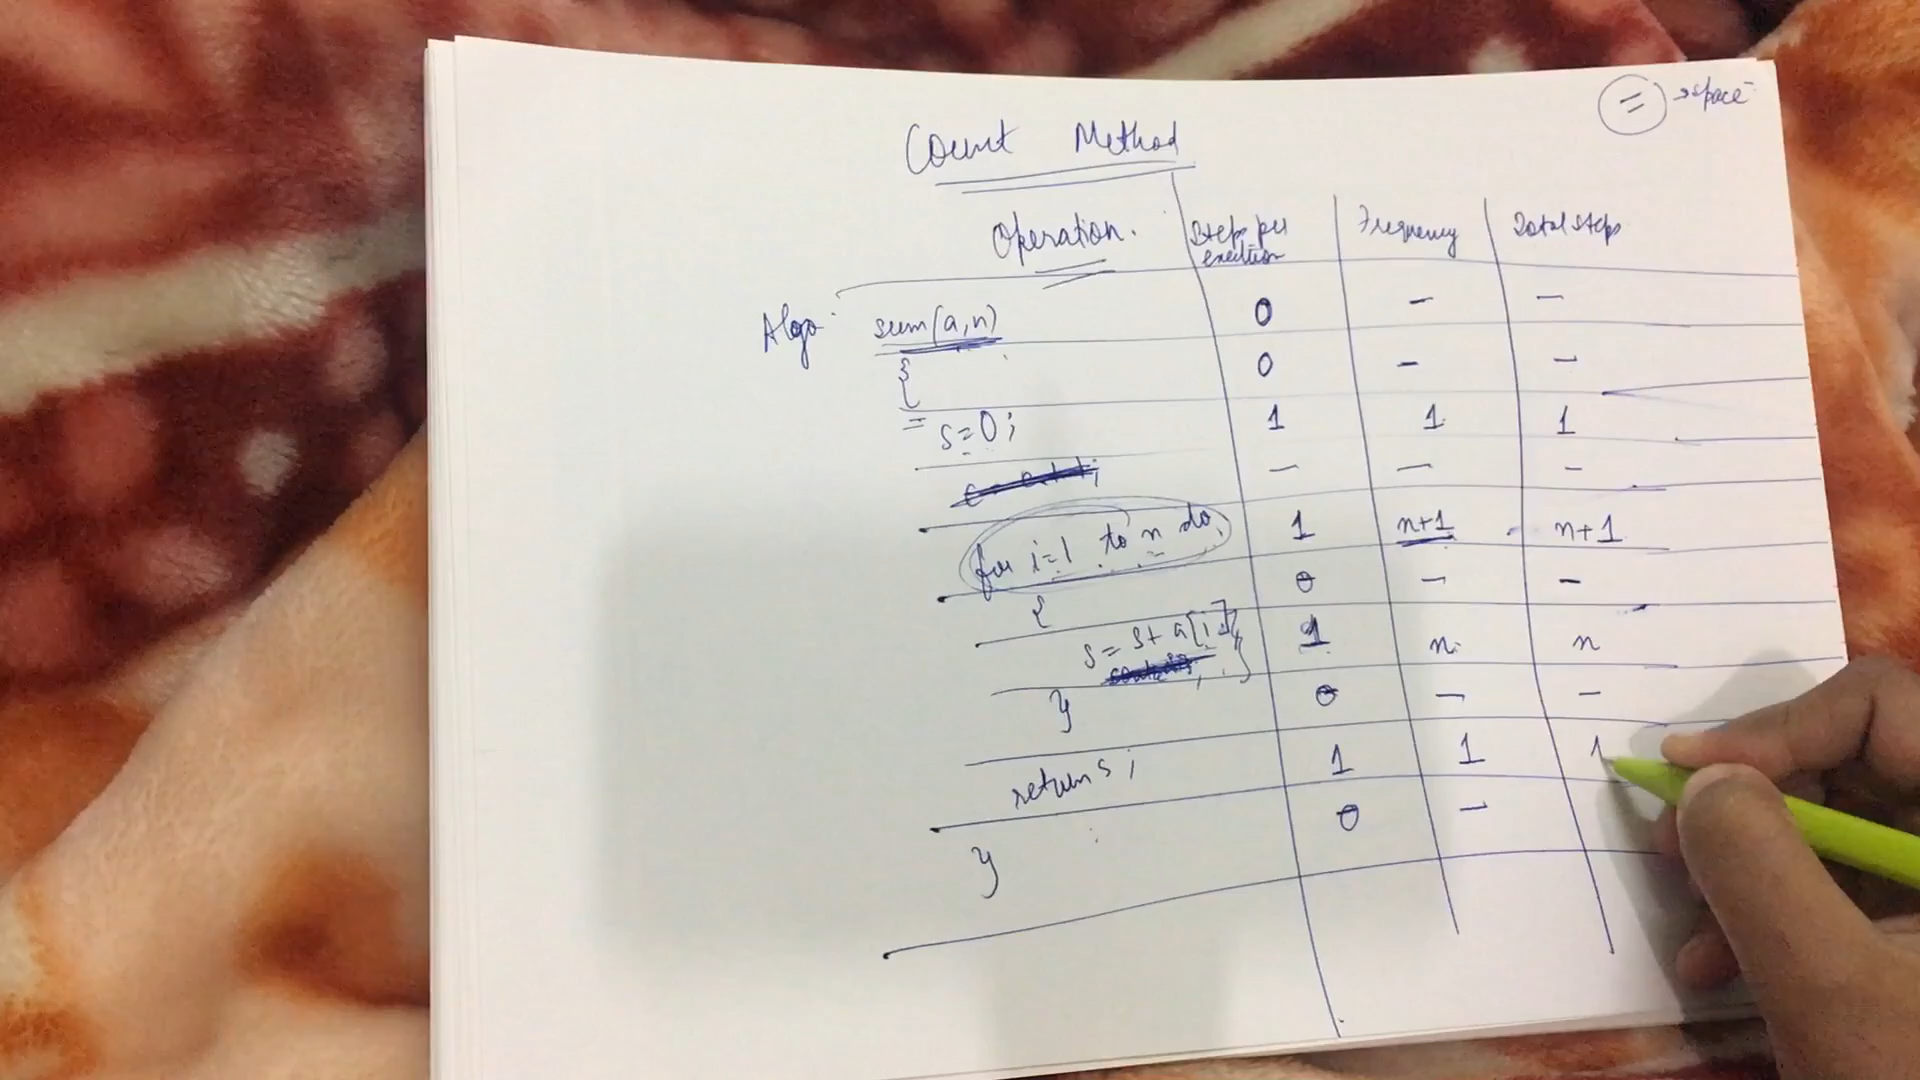 = → space
Count Method
Operation. Steps per execution Frequency Total steps
Algo. sum(a,n) 0 — —
{ 0 — —
s=0; 1 1 1
— — —
for i=1 to n do; 1 n+1 n+1
{ 0 — —
s = s+ a[i]; 1 n n
} 0 — —
return s; 1 1 1
} 0 —